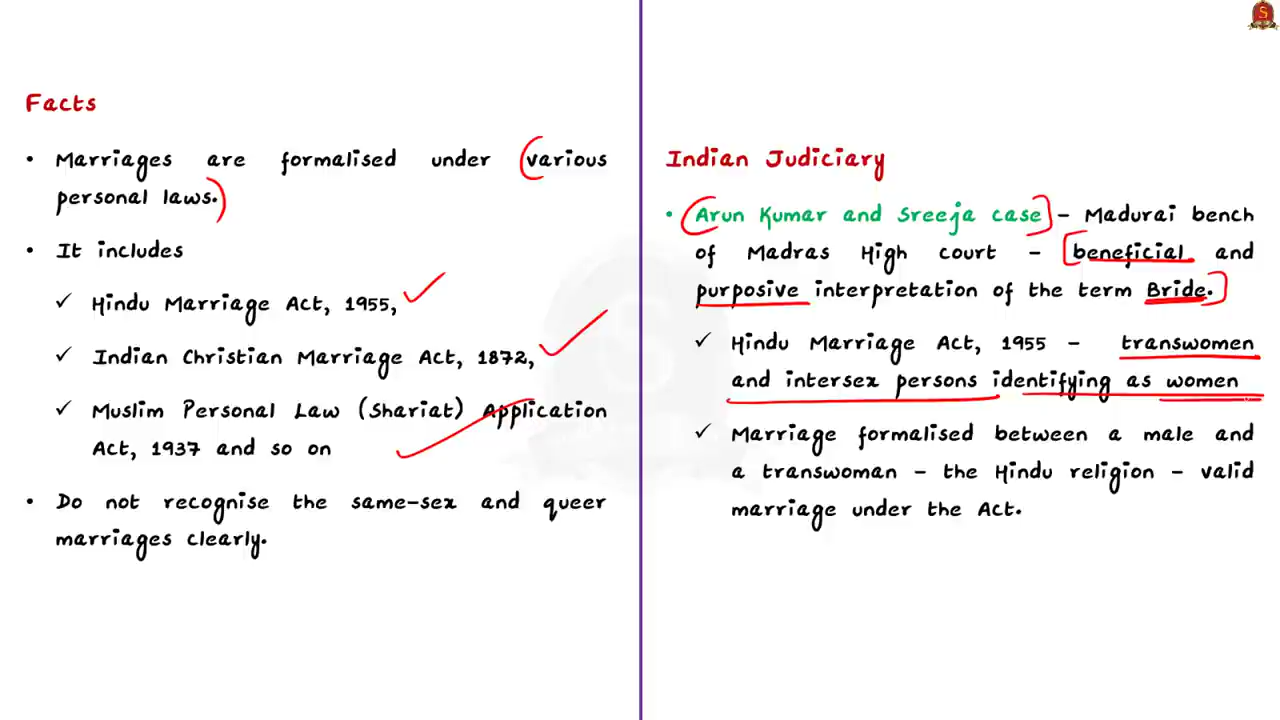 Facts
• Marriages are formalised under various
personal laws.
• It includes
✓ Hindu Marriage Act, 1955,
✓ Indian Christian Marriage Act, 1872,
✓ Muslim Personal Law (Shariat) Application
Act, 1937 and so on
• Do not recognise the same-sex and queer
marriages clearly.
Indian Judiciary
• Arun Kumar and Sreeja case - Madurai bench
of Madras High court - beneficial and
purposive interpretation of the term Bride.
✓ Hindu Marriage Act, 1955 - transwomen
and intersex persons identifying as women
✓ Marriage formalised between a male and
a transwoman - the Hindu religion - valid
marriage under the Act.